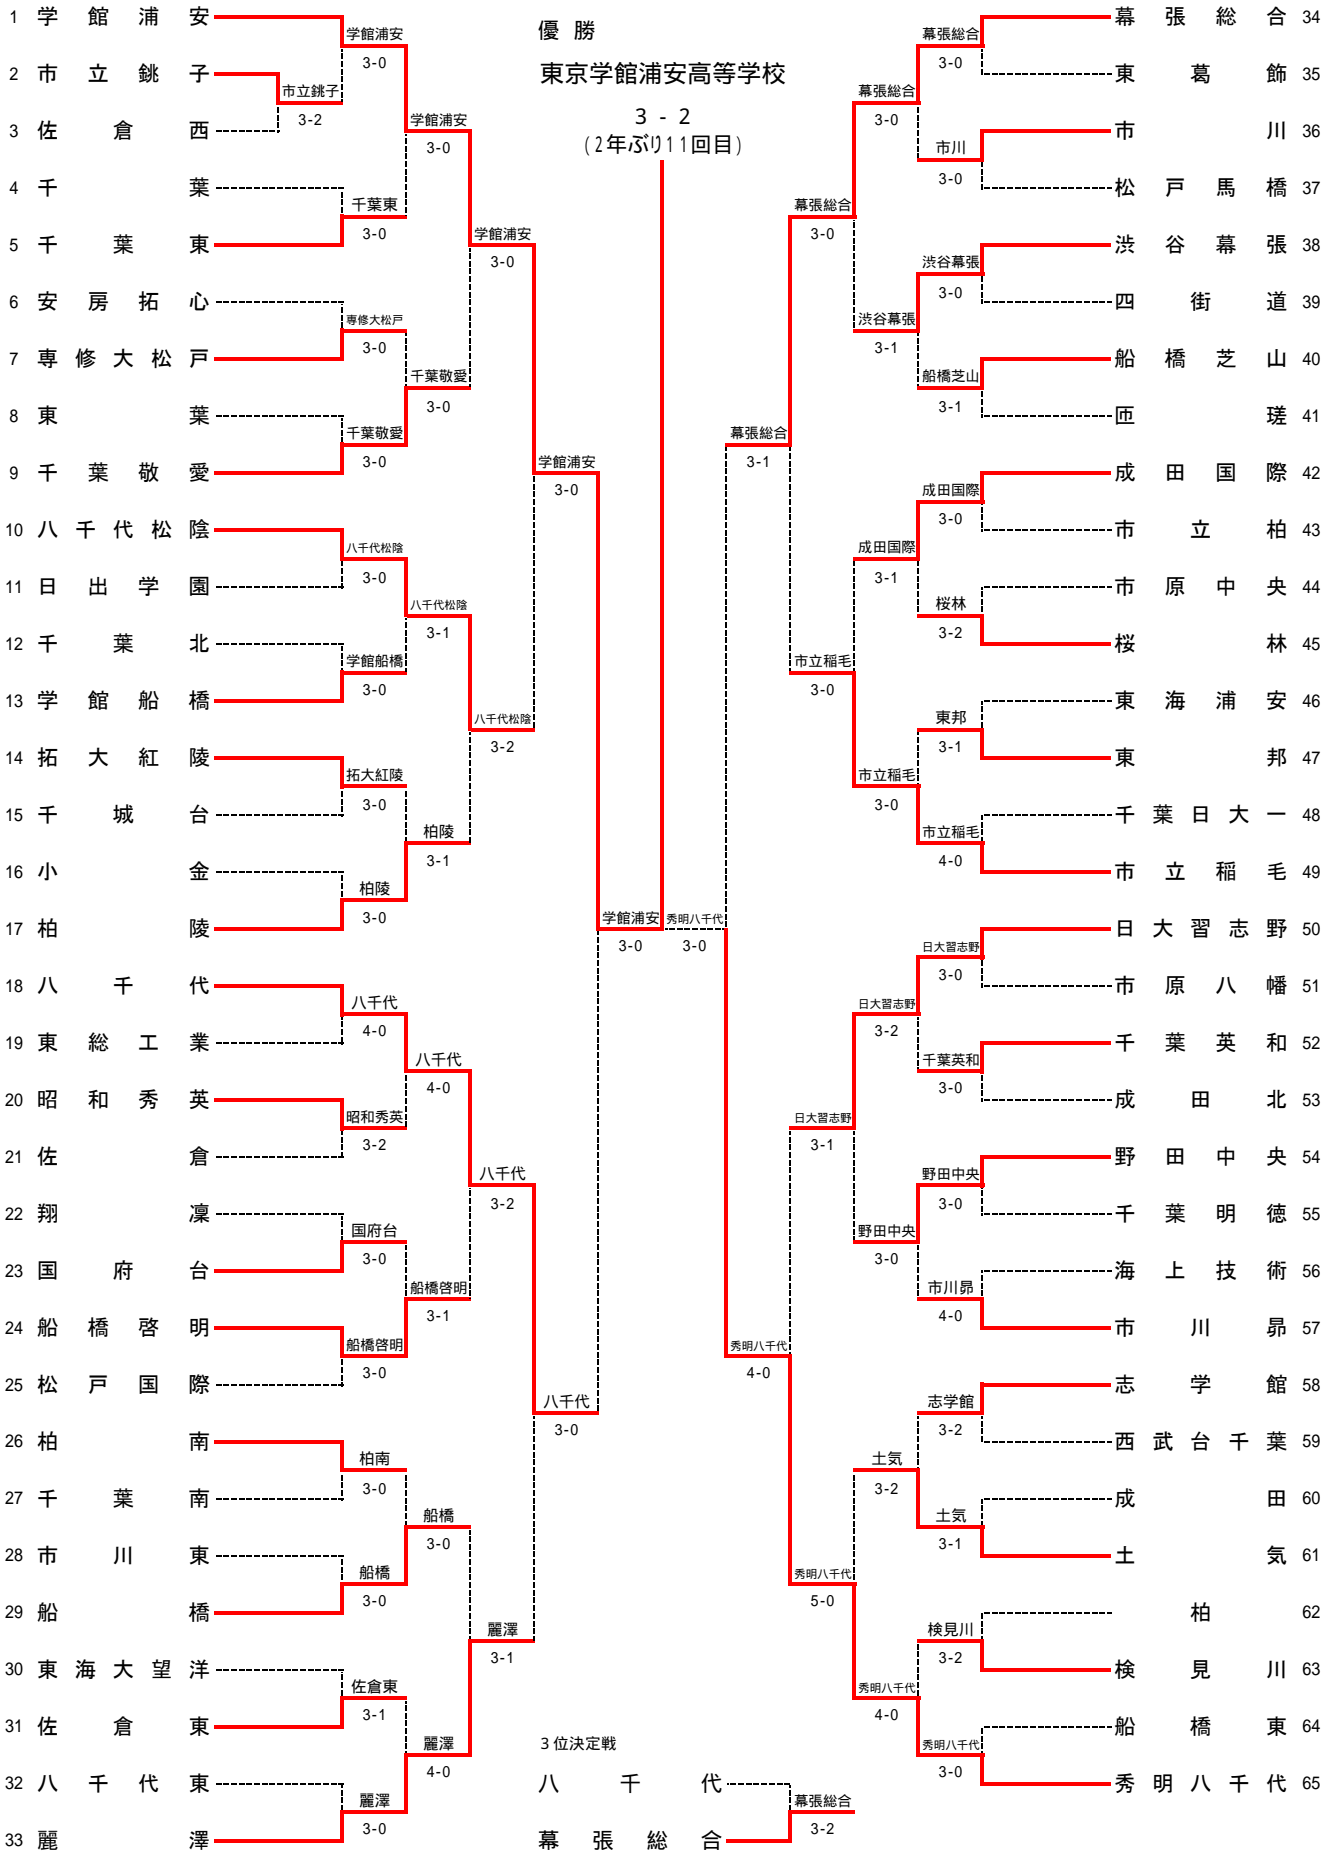 優勝
東京学館浦安高等学校
3 - 2
(2年ぶり11回目)
1 学館浦安
2 市立銚子
3 佐倉西
4 千葉
5 千葉東
6 安房拓心
7 専修大松戸
8 東葉
9 千葉敬愛
10 八千代松陰
11 日出学園
12 千葉北
13 学館船橋
14 拓大紅陵
15 千城台
16 小金
17 柏陵
18 八千代
19 東総工業
20 昭和秀英
21 佐倉
22 翔凜
23 国府台
24 船橋啓明
25 松戸国際
26 柏南
27 千葉南
28 市川東
29 船橋
30 東海大望洋
31 佐倉東
32 八千代東
33 麗澤
市立銚子
3-2
学館浦安
3-0
千葉東
3-0
専修大松戸
3-0
千葉敬愛
3-0
八千代松陰
3-0
学館船橋
3-0
拓大紅陵
3-0
柏陵
3-0
八千代
4-0
昭和秀英
3-2
国府台
3-0
船橋啓明
3-0
柏南
3-0
船橋
3-0
佐倉東
3-1
麗澤
3-0
学館浦安
3-0
千葉敬愛
3-0
八千代松陰
3-1
柏陵
3-1
八千代
4-0
船橋啓明
3-1
船橋
3-0
麗澤
4-0
学館浦安
3-0
八千代松陰
3-2
八千代
3-2
麗澤
3-1
学館浦安
3-0
八千代
3-0
学館浦安
3-0
秀明八千代
3-0
幕張総合
3-1
秀明八千代
4-0
幕張総合
3-0
市立稲毛
3-0
日大習志野
3-1
秀明八千代
5-0
幕張総合
3-0
渋谷幕張
3-1
成田国際
3-1
市立稲毛
3-0
日大習志野
3-2
野田中央
3-0
土気
3-2
秀明八千代
4-0
幕張総合
3-0
市川
3-0
渋谷幕張
3-0
船橋芝山
3-1
成田国際
3-0
桜林
3-2
東邦
3-1
市立稲毛
4-0
日大習志野
3-0
千葉英和
3-0
野田中央
3-0
市川昴
4-0
志学館
3-2
土気
3-1
検見川
3-2
秀明八千代
3-0
幕張総合 34
東葛飾 35
市川 36
松戸馬橋 37
渋谷幕張 38
四街道 39
船橋芝山 40
匝瑳 41
成田国際 42
市立柏 43
市原中央 44
桜林 45
東海浦安 46
東邦 47
千葉日大一 48
市立稲毛 49
日大習志野 50
市原八幡 51
千葉英和 52
成田北 53
野田中央 54
千葉明徳 55
海上技術 56
市川昴 57
志学館 58
西武台千葉 59
成田 60
土気 61
柏 62
検見川 63
船橋東 64
秀明八千代 65
3位決定戦
八千代
幕張総合
幕張総合
3-2